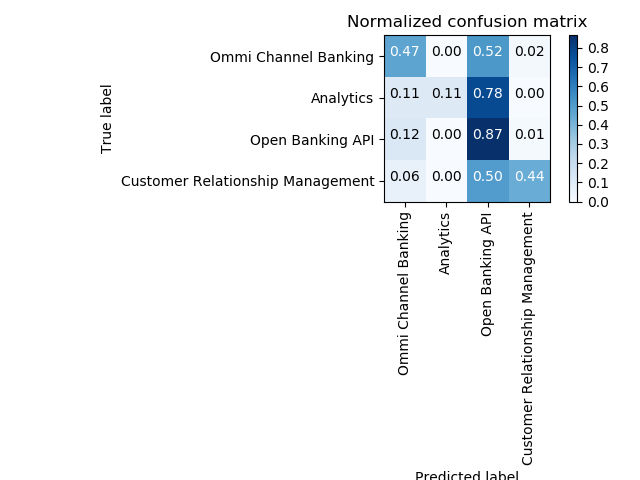 Normalized confusion matrix
True label
Ommi Channel Banking 0.47 0.00 0.52 0.02
Analytics 0.11 0.11 0.78 0.00
Open Banking API 0.12 0.00 0.87 0.01
Customer Relationship Management 0.06 0.00 0.50 0.44
Ommi Channel Banking
Analytics
Open Banking API
Customer Relationship Management
Predicted label
0.8
0.7
0.6
0.5
0.4
0.3
0.2
0.1
0.0